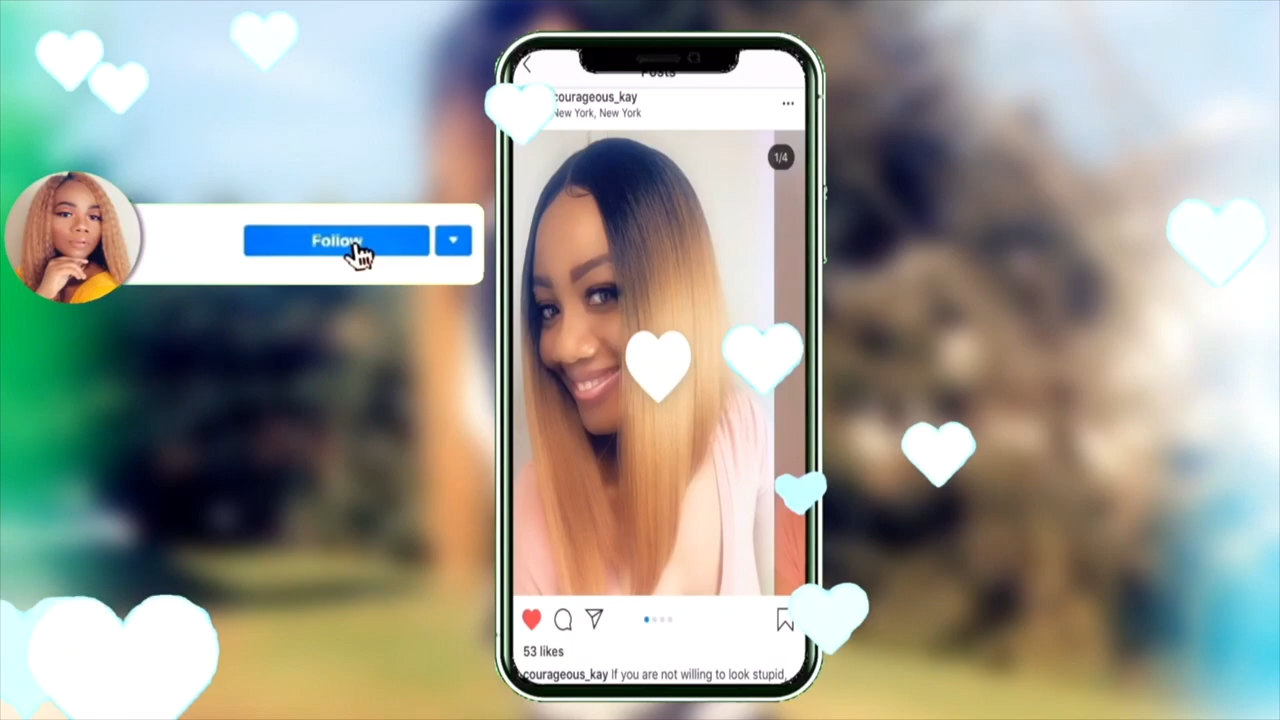 Posts
courageous_kay
New York, New York
1/4
Follow
53 likes
courageous_kay If you are not willing to look stupid,